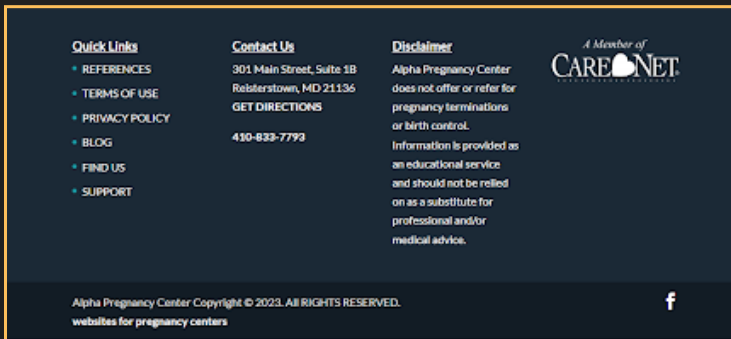 Quick Links
REFERENCES
TERMS OF USE
PRIVACY POLICY
BLOG
FIND US
SUPPORT
Contact Us
301 Main Street, Suite 1B
Reisterstown, MD 21136
GET DIRECTIONS
410-833-7793
Disclaimer
Alpha Pregnancy Center
does not offer or refer for
pregnancy terminations
or birth control.
Information is provided as
an educational service
and should not be relied
on as a substitute for
professional and/or
medical advice.
A Member of
CARE NET
Alpha Pregnancy Center Copyright © 2023. All RIGHTS RESERVED.
websites for pregnancy centers